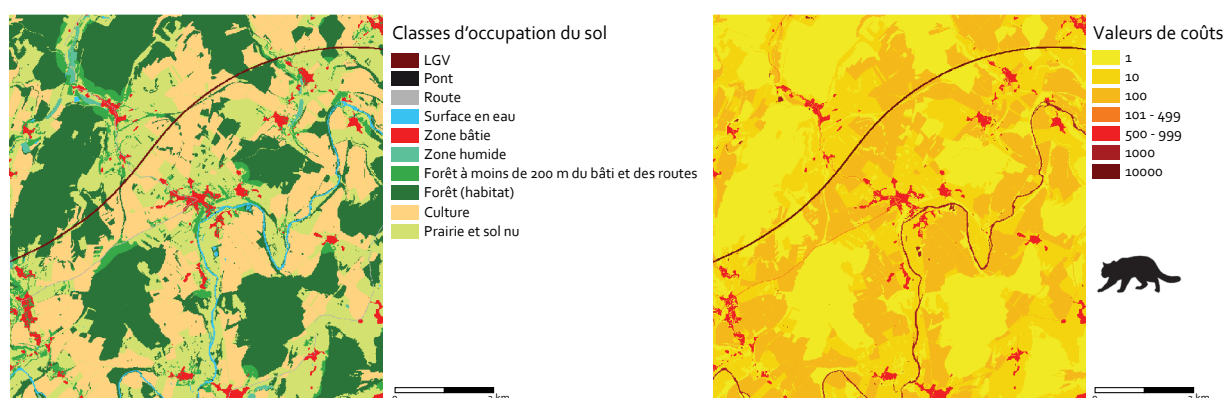 Classes d'occupation du sol
LGV
Pont
Route
Surface en eau
Zone bâtie
Zone humide
Forêt à moins de 200 m du bâti et des routes
Forêt (habitat)
Culture
Prairie et sol nu
Valeurs de coûts
1
10
100
101 - 499
500 - 999
1000
10000